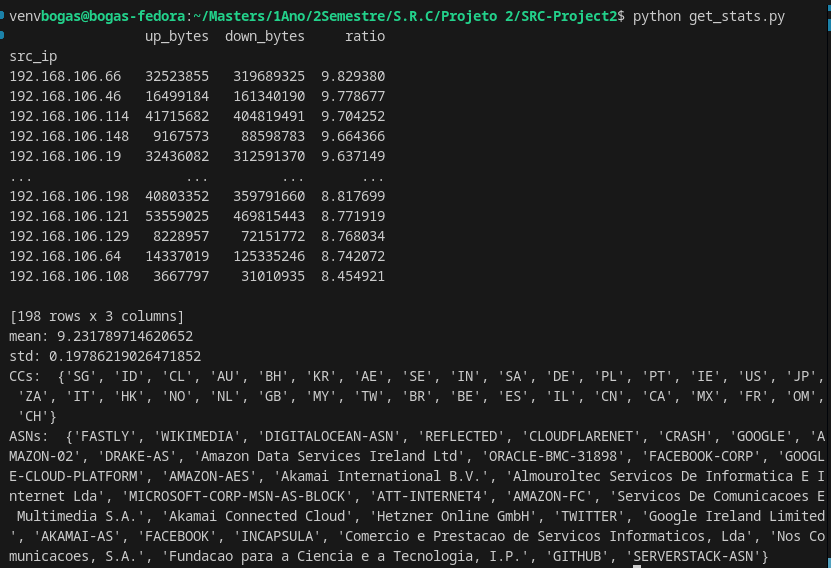 venvbogas@bogas-fedora:~/Masters/1Ano/2Semestre/S.R.C/Projeto 2/SRC-Project2$ python get_stats.py
up_bytes down_bytes ratio
src_ip
192.168.106.66 32523855 319689325 9.829380
192.168.106.46 16499184 161340190 9.778677
192.168.106.114 41715682 404819491 9.704252
192.168.106.148 9167573 88598783 9.664366
192.168.106.19 32436082 312591370 9.637149
... ... ... ...
192.168.106.198 40803352 359791660 8.817699
192.168.106.121 53559025 469815443 8.771919
192.168.106.129 8228957 72151772 8.768034
192.168.106.64 14337019 125335246 8.742072
192.168.106.108 3667797 31010935 8.454921
[198 rows x 3 columns]
mean: 9.231789714620652
std: 0.19786219026471852
CCs:  {'SG', 'ID', 'CL', 'AU', 'BH', 'KR', 'AE', 'SE', 'IN', 'SA', 'DE', 'PL', 'PT', 'IE', 'US', 'JP',
'ZA', 'IT', 'HK', 'NO', 'NL', 'GB', 'MY', 'TW', 'BR', 'BE', 'ES', 'IL', 'CN', 'CA', 'MX', 'FR', 'OM',
'CH'}
ASNs:  {'FASTLY', 'WIKIMEDIA', 'DIGITALOCEAN-ASN', 'REFLECTED', 'CLOUDFLARENET', 'CRASH', 'GOOGLE', 'A
MAZON-02', 'DRAKE-AS', 'Amazon Data Services Ireland Ltd', 'ORACLE-BMC-31898', 'FACEBOOK-CORP', 'GOOGL
E-CLOUD-PLATFORM', 'AMAZON-AES', 'Akamai International B.V.', 'Almouroltec Servicos De Informatica E I
nternet Lda', 'MICROSOFT-CORP-MSN-AS-BLOCK', 'ATT-INTERNET4', 'AMAZON-FC', 'Servicos De Comunicacoes E
Multimedia S.A.', 'Akamai Connected Cloud', 'Hetzner Online GmbH', 'TWITTER', 'Google Ireland Limited
', 'AKAMAI-AS', 'FACEBOOK', 'INCAPSULA', 'Comercio e Prestacao de Servicos Informaticos, Lda', 'Nos Co
municacoes, S.A.', 'Fundacao para a Ciencia e a Tecnologia, I.P.', 'GITHUB', 'SERVERSTACK-ASN'}